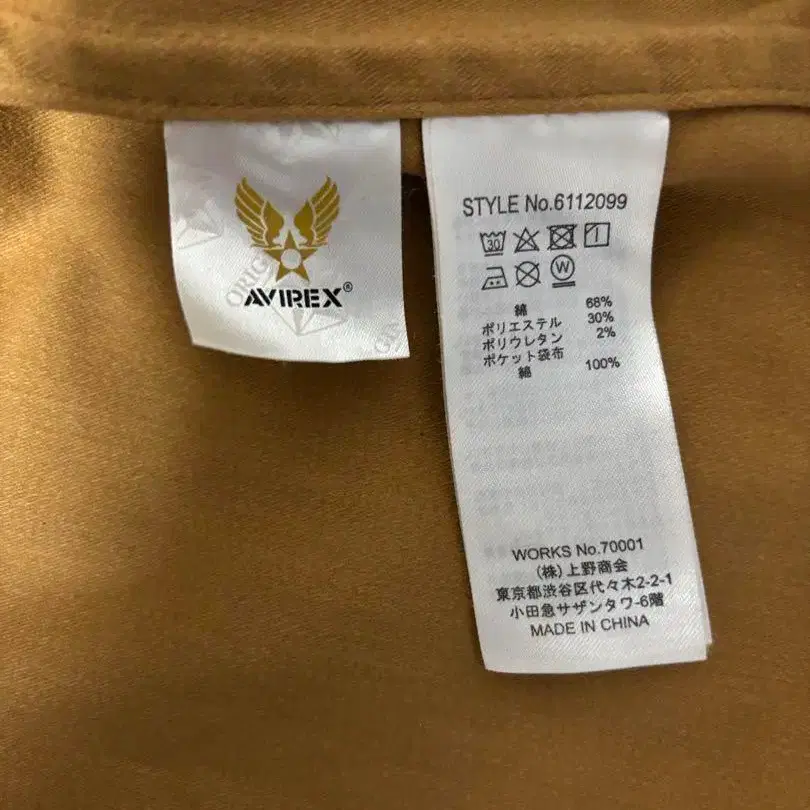 ORIG
AVIREX®
GIN
STYLE No.6112099
30
W
綿 68%
ポリエステル 30%
ポリウレタン 2%
ポケット袋布
綿 100%
WORKS No.70001
(株)上野商会
東京都渋谷区代々木2-2-1
小田急サザンタワ-6階
MADE IN CHINA